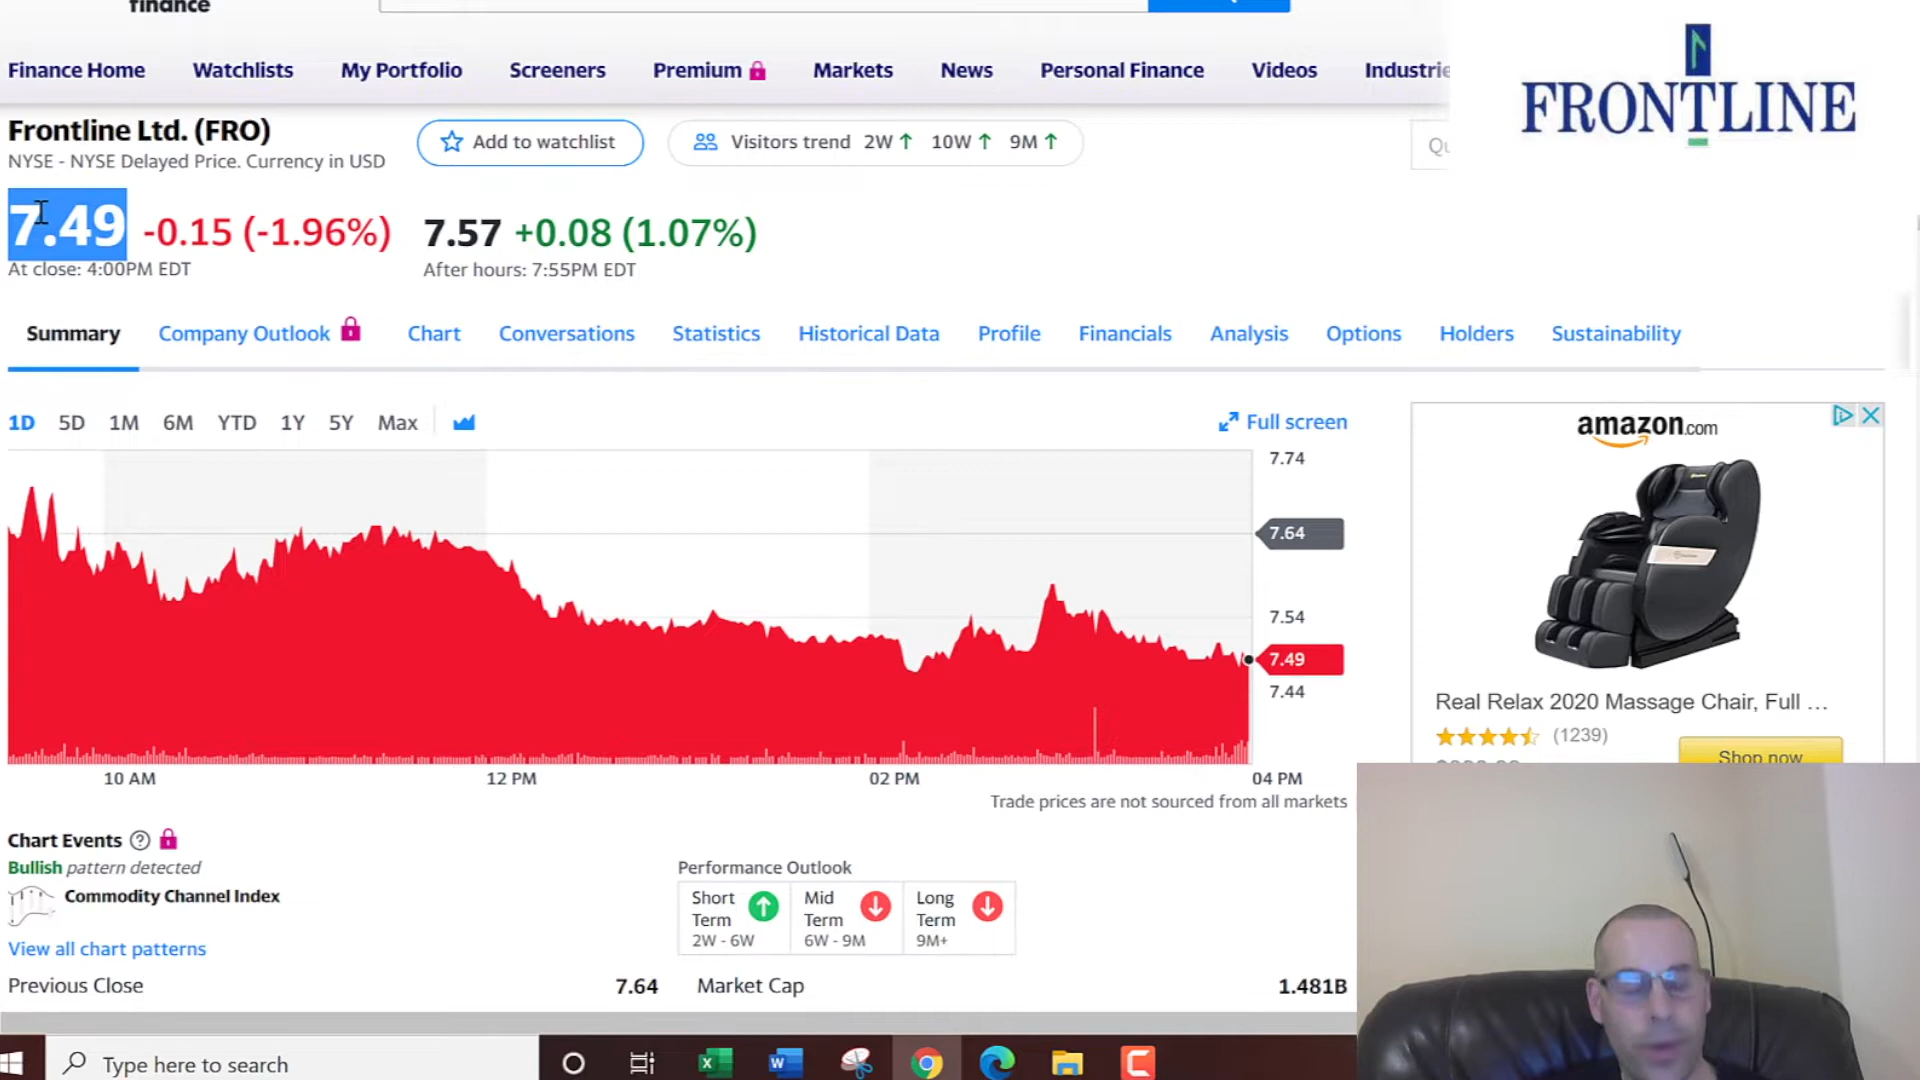 finance
Finance Home Watchlists My Portfolio Screeners Premium Markets News Personal Finance Videos Industrie
FRONTLINE
Frontline Ltd. (FRO)
NYSE - NYSE Delayed Price. Currency in USD
Add to watchlist
Visitors trend 2W 10W 9M
Qu
7.49 -0.15 (-1.96%) 7.57 +0.08 (1.07%)
At close: 4:00PM EDT After hours: 7:55PM EDT
Summary Company Outlook Chart Conversations Statistics Historical Data Profile Financials Analysis Options Holders Sustainability
1D 5D 1M 6M YTD 1Y 5Y Max Full screen
7.74
7.64
7.54
7.49
7.44
10 AM 12 PM 02 PM 04 PM
Trade prices are not sourced from all markets
amazon.com
Real Relax 2020 Massage Chair, Full ...
(1239)
Shop now
Chart Events
Bullish pattern detected
Commodity Channel Index
View all chart patterns
Performance Outlook
Short Term 2W - 6W
Mid Term 6W - 9M
Long Term 9M+
Previous Close 7.64 Market Cap 1.481B
Type here to search